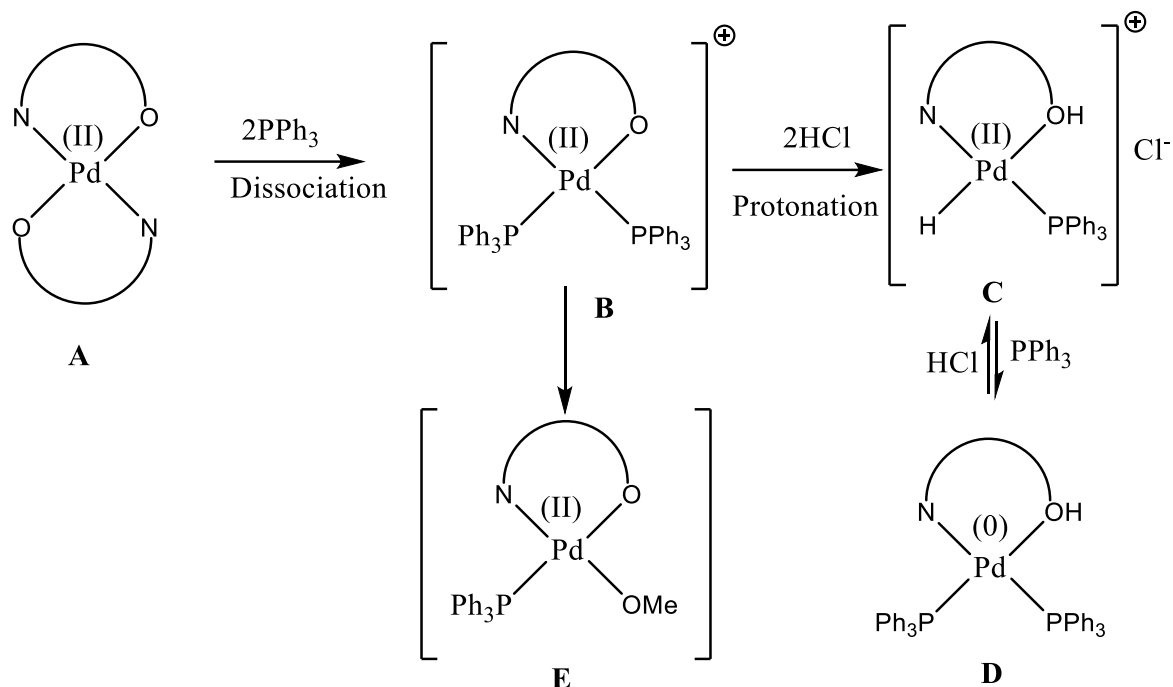 N
(II)
O
Pd
O
N
A
2PPh3
Dissociation
⊕
N
(II)
O
Pd
Ph3P
PPh3
B
2HCl
Protonation
⊕
N
(II)
OH
Pd
H
PPh3
Cl-
C
HCl
PPh3
N
(II)
O
Pd
Ph3P
OMe
E
N
(0)
OH
Pd
Ph3P
PPh3
D